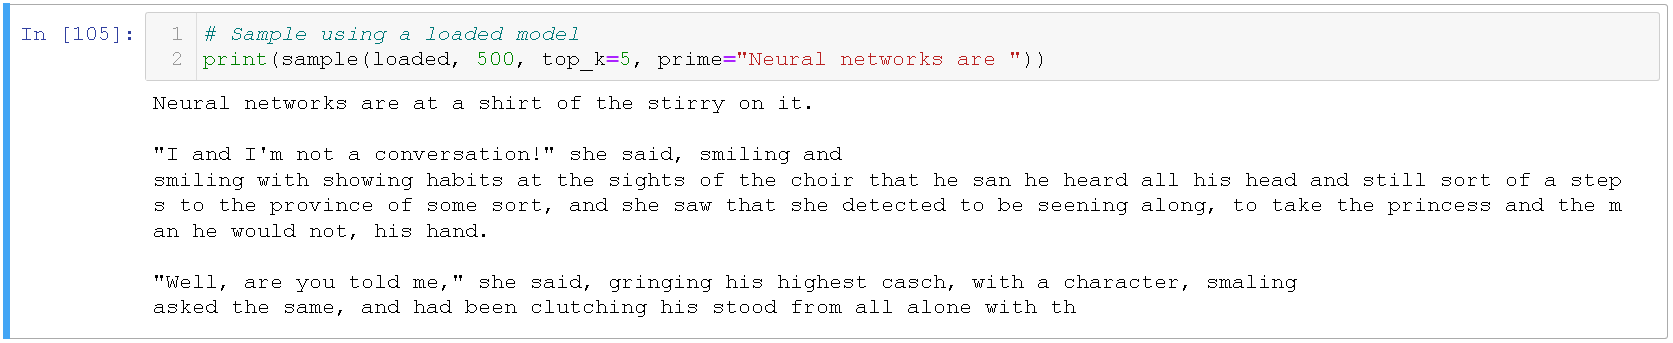 In [105]:
1 # Sample using a loaded model
2 print(sample(loaded, 500, top_k=5, prime="Neural networks are "))
Neural networks are at a shirt of the stirry on it.
"I and I'm not a conversation!" she said, smiling and
smiling with showing habits at the sights of the choir that he san he heard all his head and still sort of a step
s to the province of some sort, and she saw that she detected to be seening along, to take the princess and the m
an he would not, his hand.
"Well, are you told me," she said, gringing his highest casch, with a character, smaling
asked the same, and had been clutching his stood from all alone with th